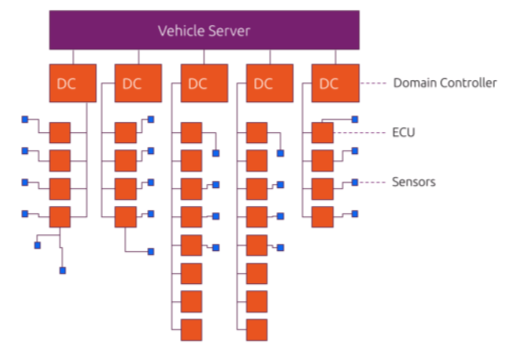 Vehicle Server
DC DC DC DC DC
Domain Controller
ECU
Sensors